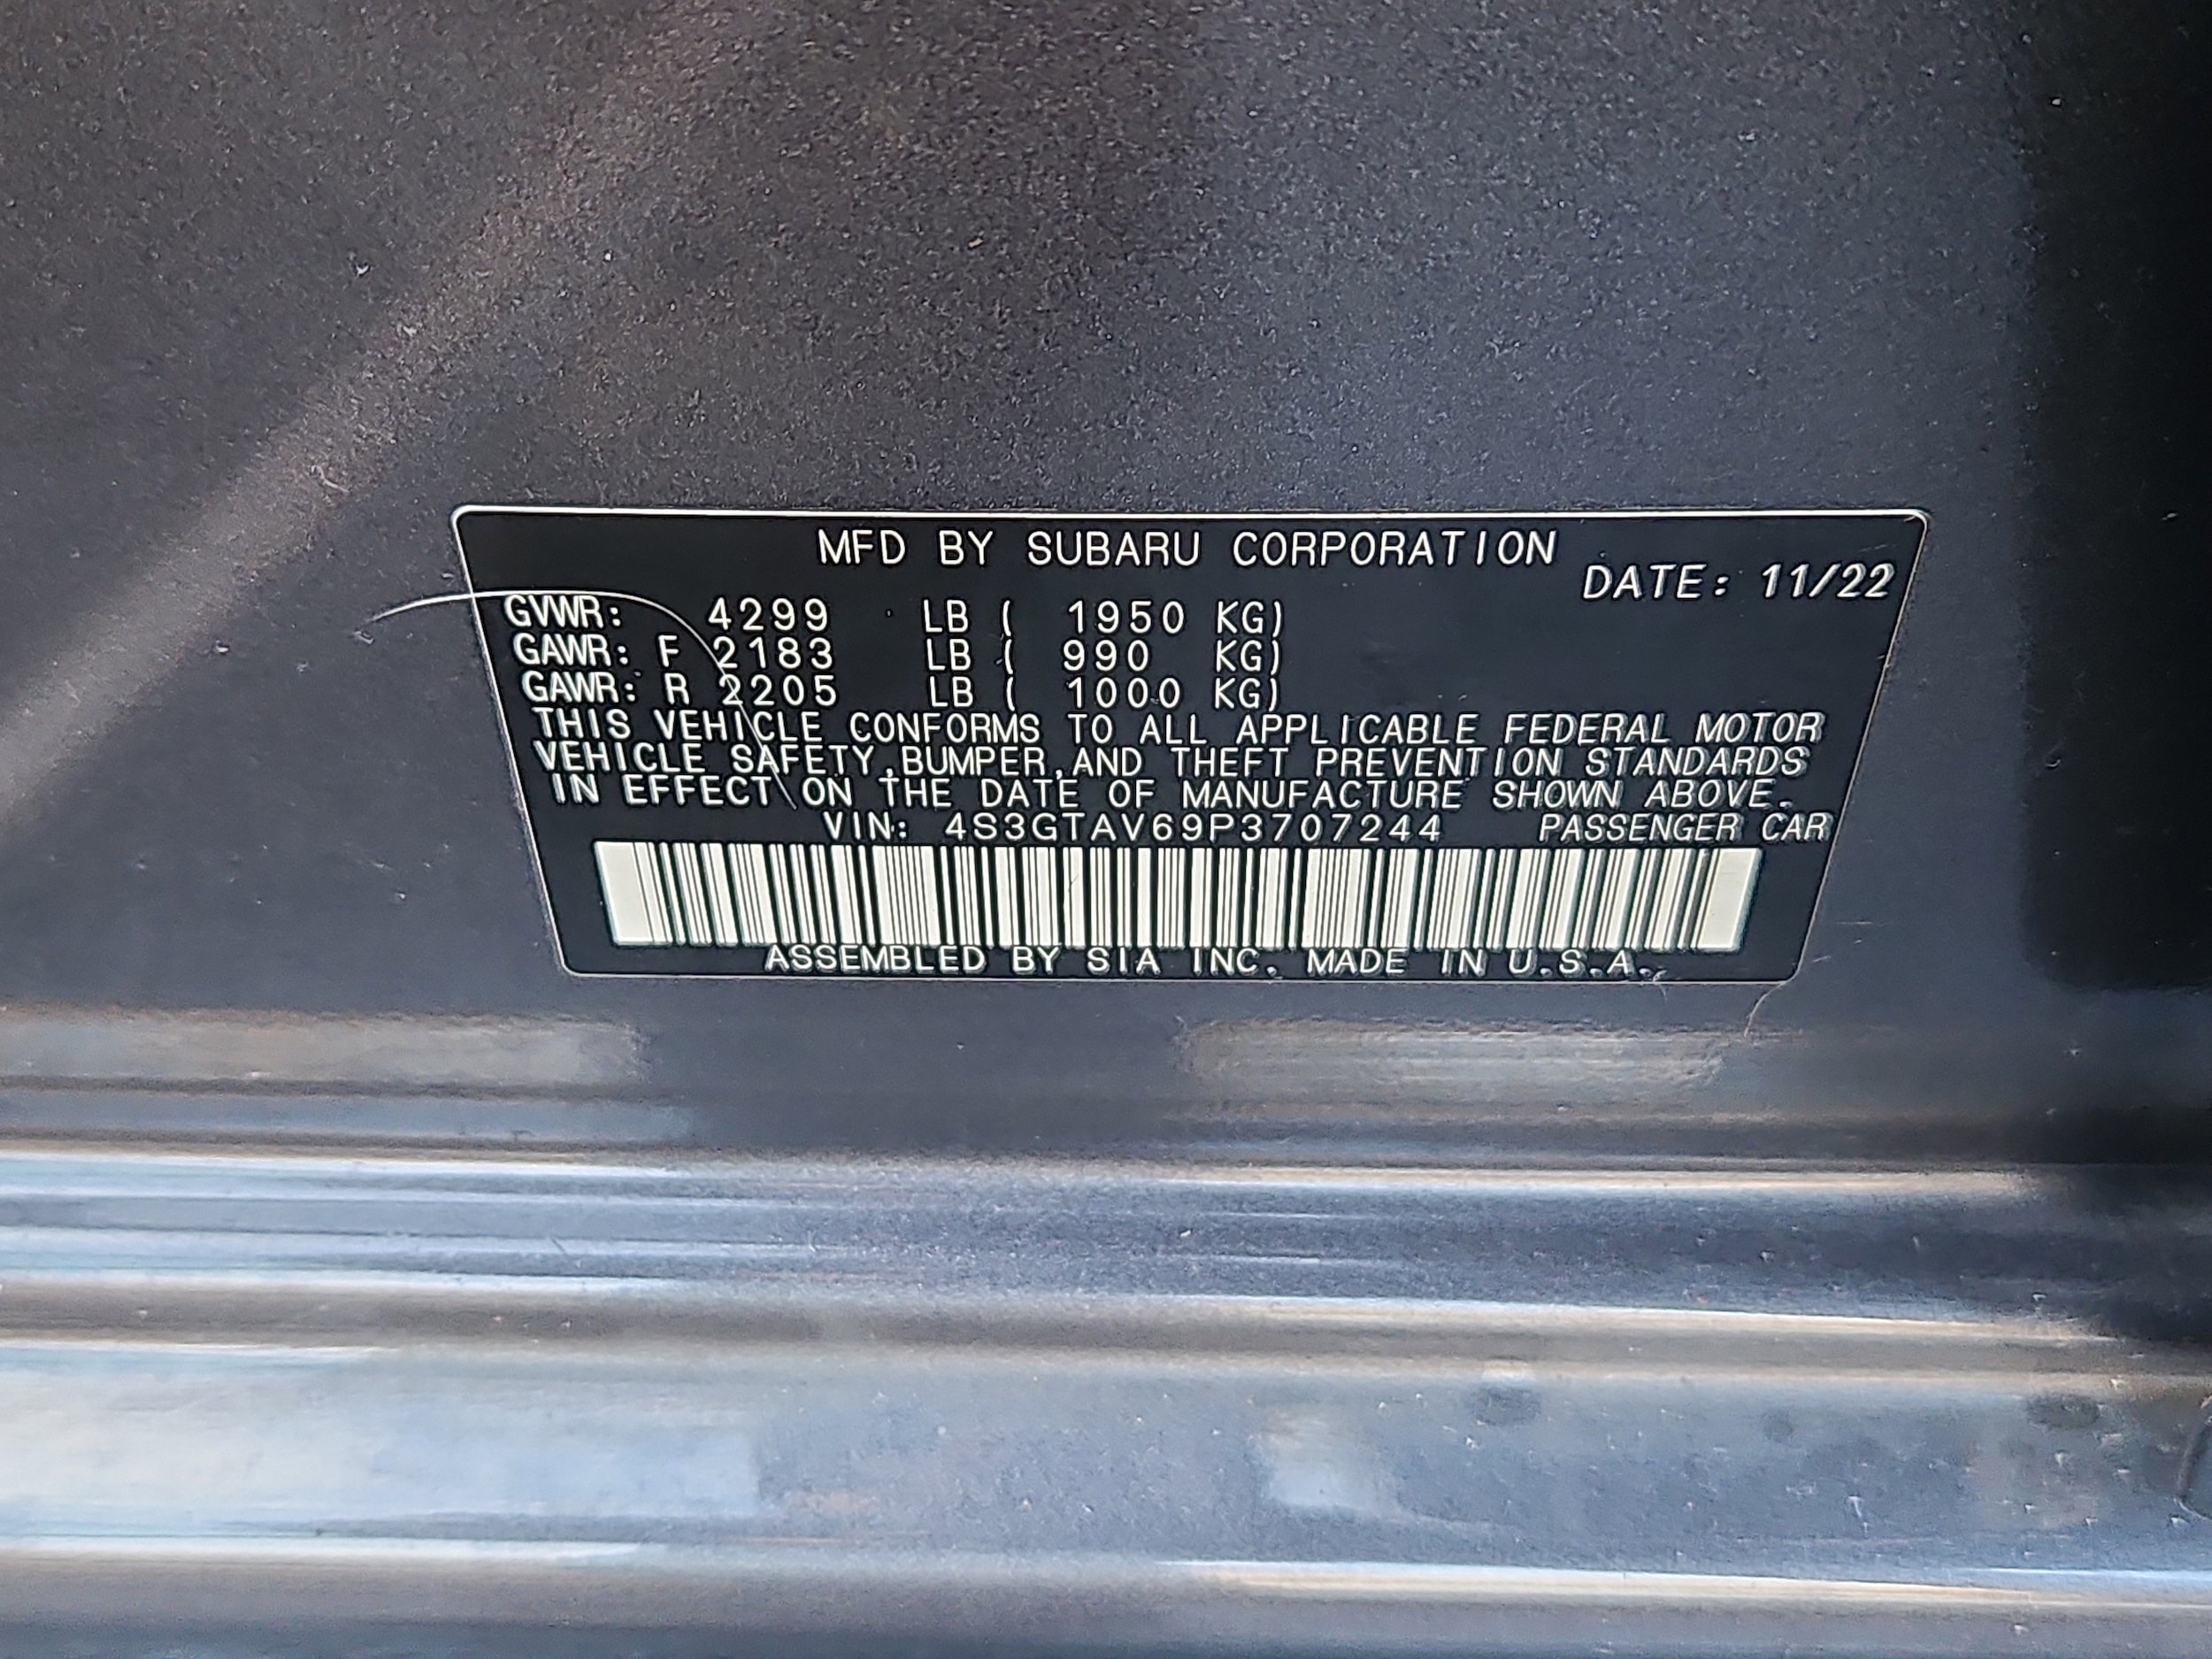 MFD BY SUBARU CORPORATION
DATE: 11/22
GVWR: 4299 LB ( 1950 KG)
GAWR: F 2183 LB ( 990 KG)
GAWR: R 2205 LB ( 1000 KG)
THIS VEHICLE CONFORMS TO ALL APPLICABLE FEDERAL MOTOR
VEHICLE SAFETY,BUMPER,AND THEFT PREVENTION STANDARDS
IN EFFECT ON THE DATE OF MANUFACTURE SHOWN ABOVE.
VIN: 4S3GTAV69P3707244 PASSENGER CAR
ASSEMBLED BY SIA INC. MADE IN U.S.A.